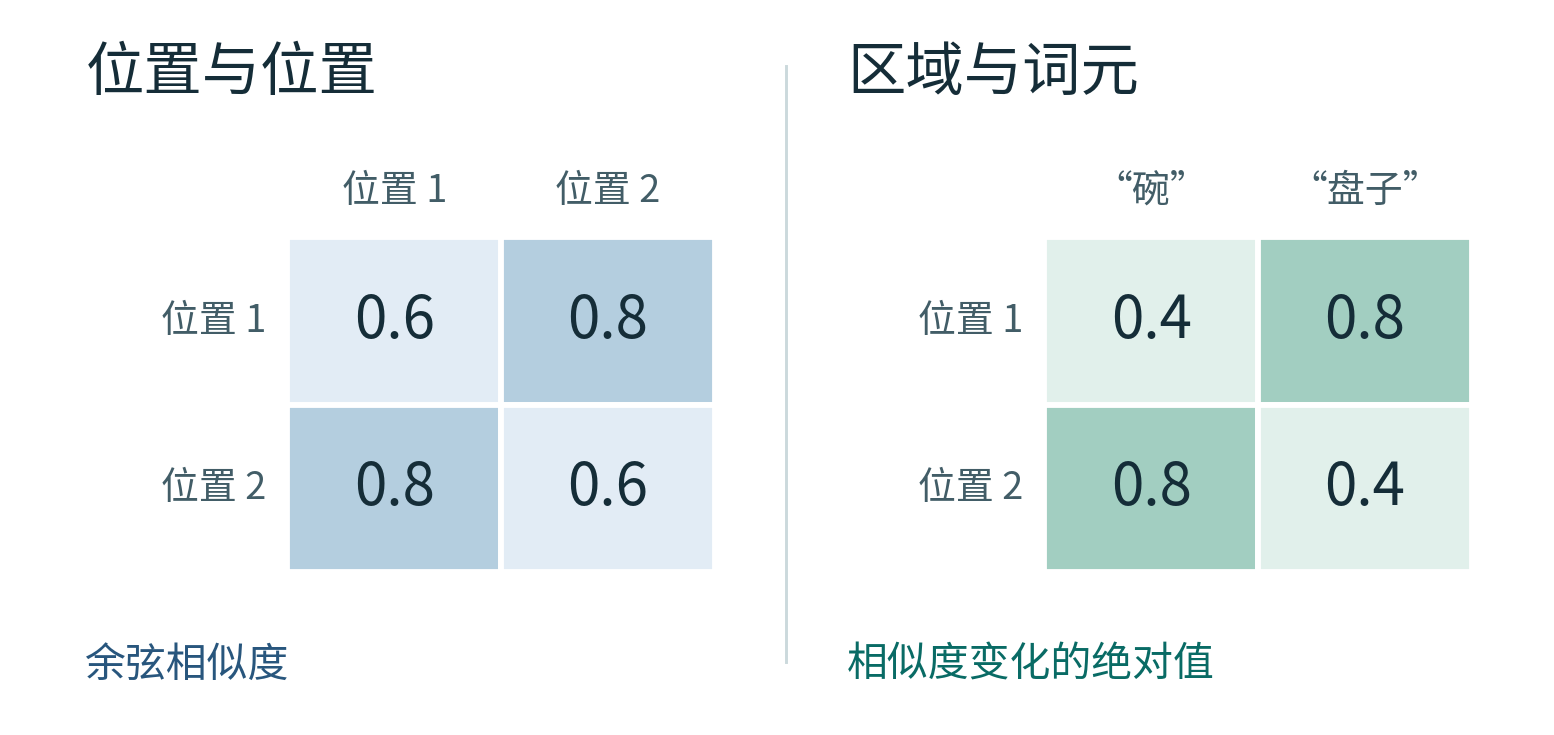 位置与位置
位置 1 位置 2
位置 1 0.6 0.8
位置 2 0.8 0.6
余弦相似度
区域与词元
“碗” “盘子”
位置 1 0.4 0.8
位置 2 0.8 0.4
相似度变化的绝对值